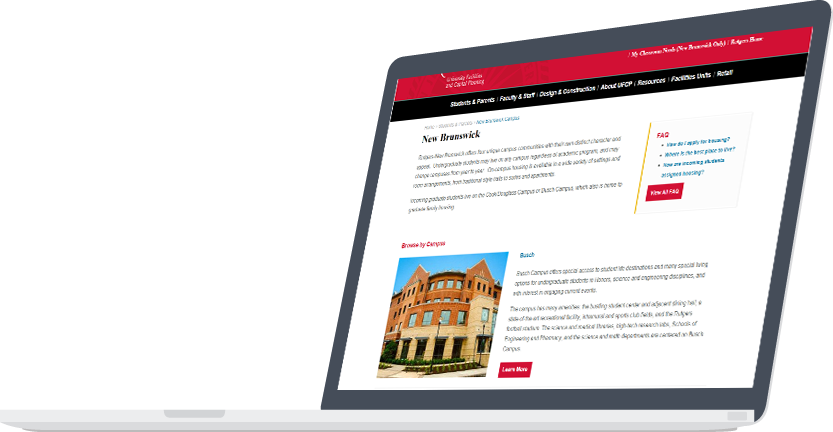 | My Classroom Needs (New Brunswick Only) | Rutgers Home
University Facilities
and Capital Planning
Students & Parents | Faculty & Staff | Design & Construction | About UFCP | Resources | Facilities Units | Retail
Home / Students & Parents / New Brunswick Campus
New Brunswick
Rutgers-New Brunswick offers four unique campus communities with their own distinct character and
appeal. Undergraduate students may live on any campus regardless of academic program, and may
change campuses from year to year. On-campus housing is available in a wide variety of settings and
room arrangements, from traditional style halls to suites and apartments.
Incoming graduate students live on the Cook/Douglass Campus or Busch Campus, which also is home to
graduate family housing.
FAQ
How do I apply for housing?
Where is the best place to live?
How are incoming students
assigned housing?
View All FAQ
Browse by Campus
Busch
Busch Campus offers special access to student life destinations and many special living
options for undergraduate students in Honors, science and engineering disciplines, and
with interest in engaging current events.
The campus has many amenities: the bustling student center and adjacent dining hall, a
state-of-the-art recreational facility, intramural and sports club fields, and the Rutgers
football stadium. The science and medical libraries, high-tech research labs, Schools of
Engineering and Pharmacy, and the science and math departments are centered on Busch
Campus.
Learn More